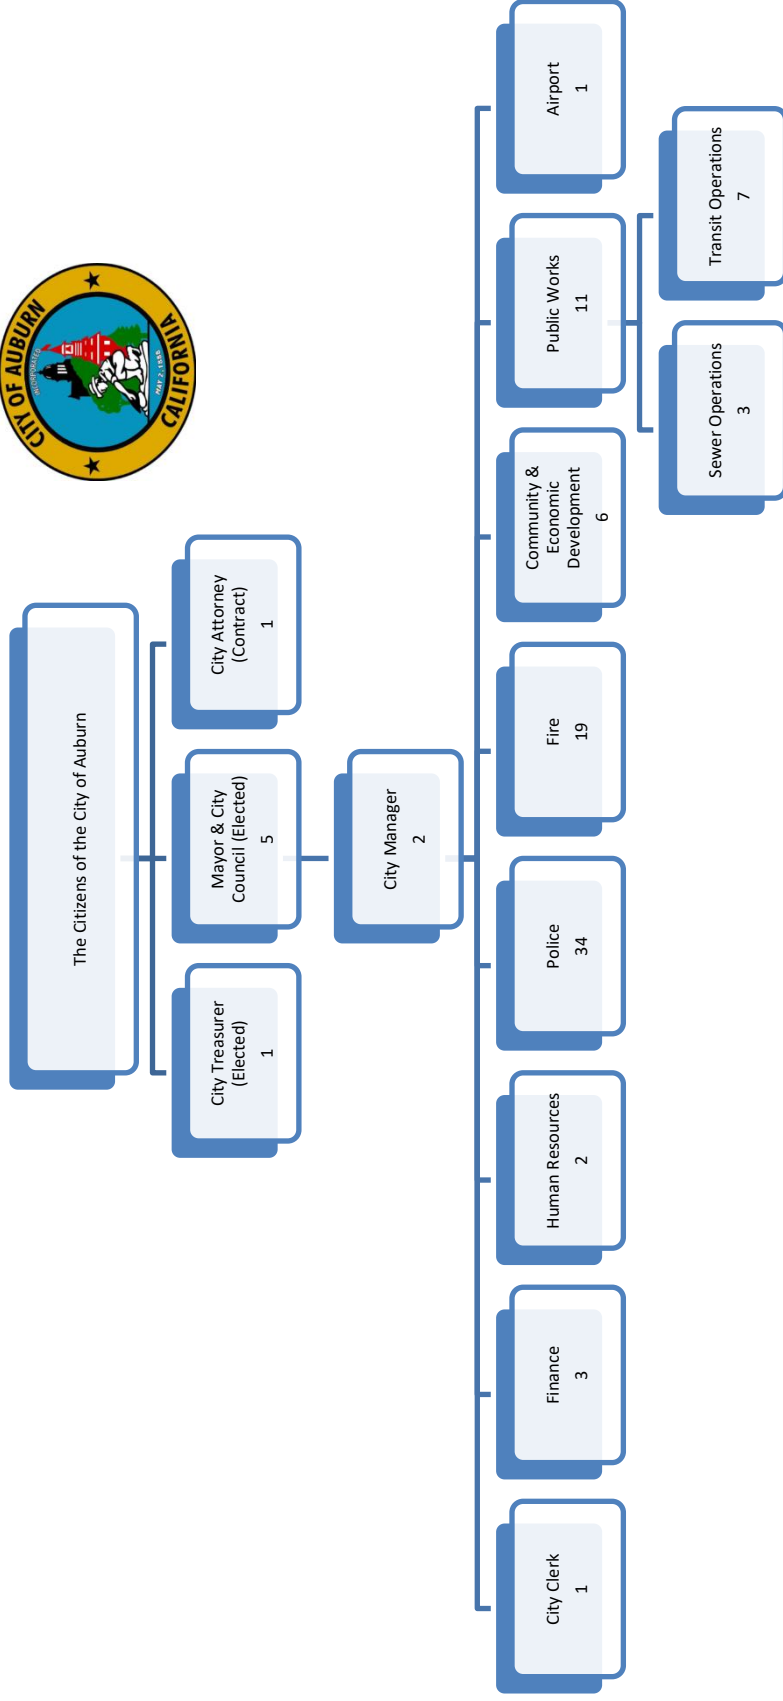 CITY OF AUBURN
INCORPORATED
MAY 2, 1888
CALIFORNIA
The Citizens of the City of Auburn
City Treasurer
(Elected)
1
Mayor & City
Council (Elected)
5
City Attorney
(Contract)
1
City Manager
2
City Clerk
1
Finance
3
Human Resources
2
Police
34
Fire
19
Community &
Economic
Development
6
Public Works
11
Airport
1
Sewer Operations
3
Transit Operations
7